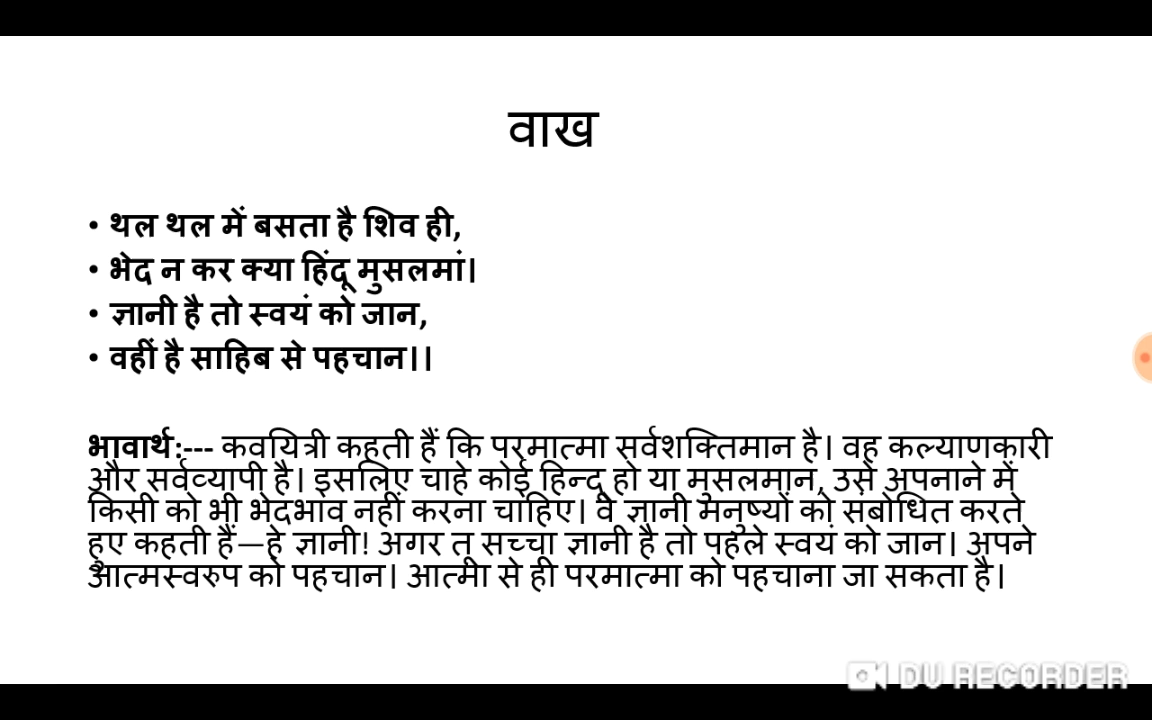 वाख
• थल थल में बसता है शिव ही,
• भेद न कर क्या हिंदू मुसलमां।
• ज्ञानी है तो स्वयं को जान,
• वहीं है साहिब से पहचान।।
भावार्थ:--- कवयित्री कहती हैं कि परमात्मा सर्वशक्तिमान है। वह कल्याणकारी
और सर्वव्यापी है। इसलिए चाहे कोई हिन्दू हो या मुसलमान, उसे अपनाने में
किसी को भी भेदभाव नहीं करना चाहिए। वे ज्ञानी मनुष्यों को संबोधित करते
हुए कहती हैं—हे ज्ञानी! अगर तू सच्चा ज्ञानी है तो पहले स्वयं को जान। अपने
आत्मस्वरुप को पहचान। आत्मा से ही परमात्मा को पहचाना जा सकता है।
DU RECORDER